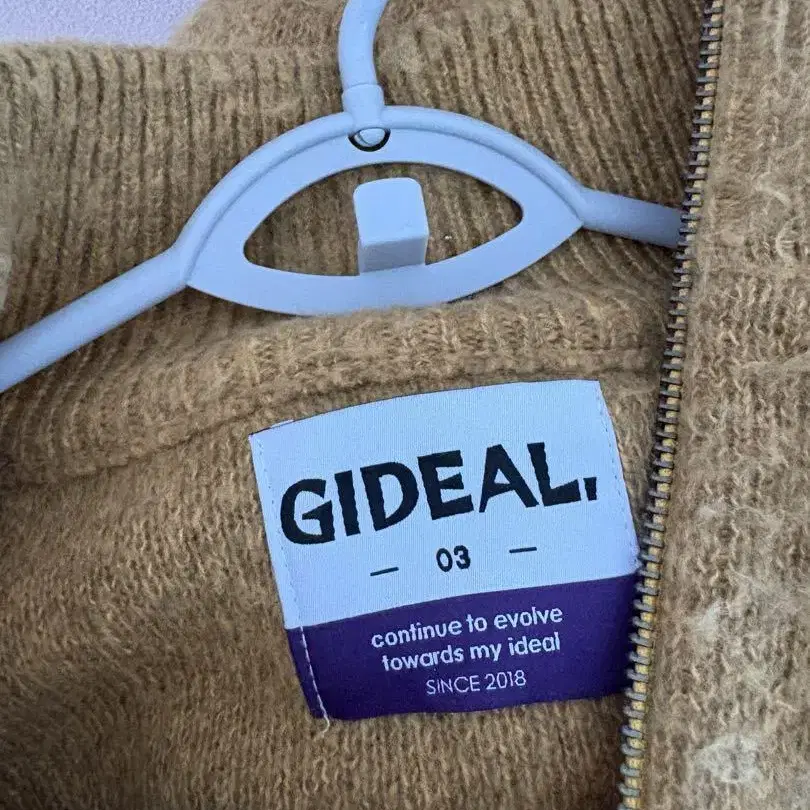 GIDEAL,
— 03 —
continue to evolve
towards my ideal
SINCE 2018